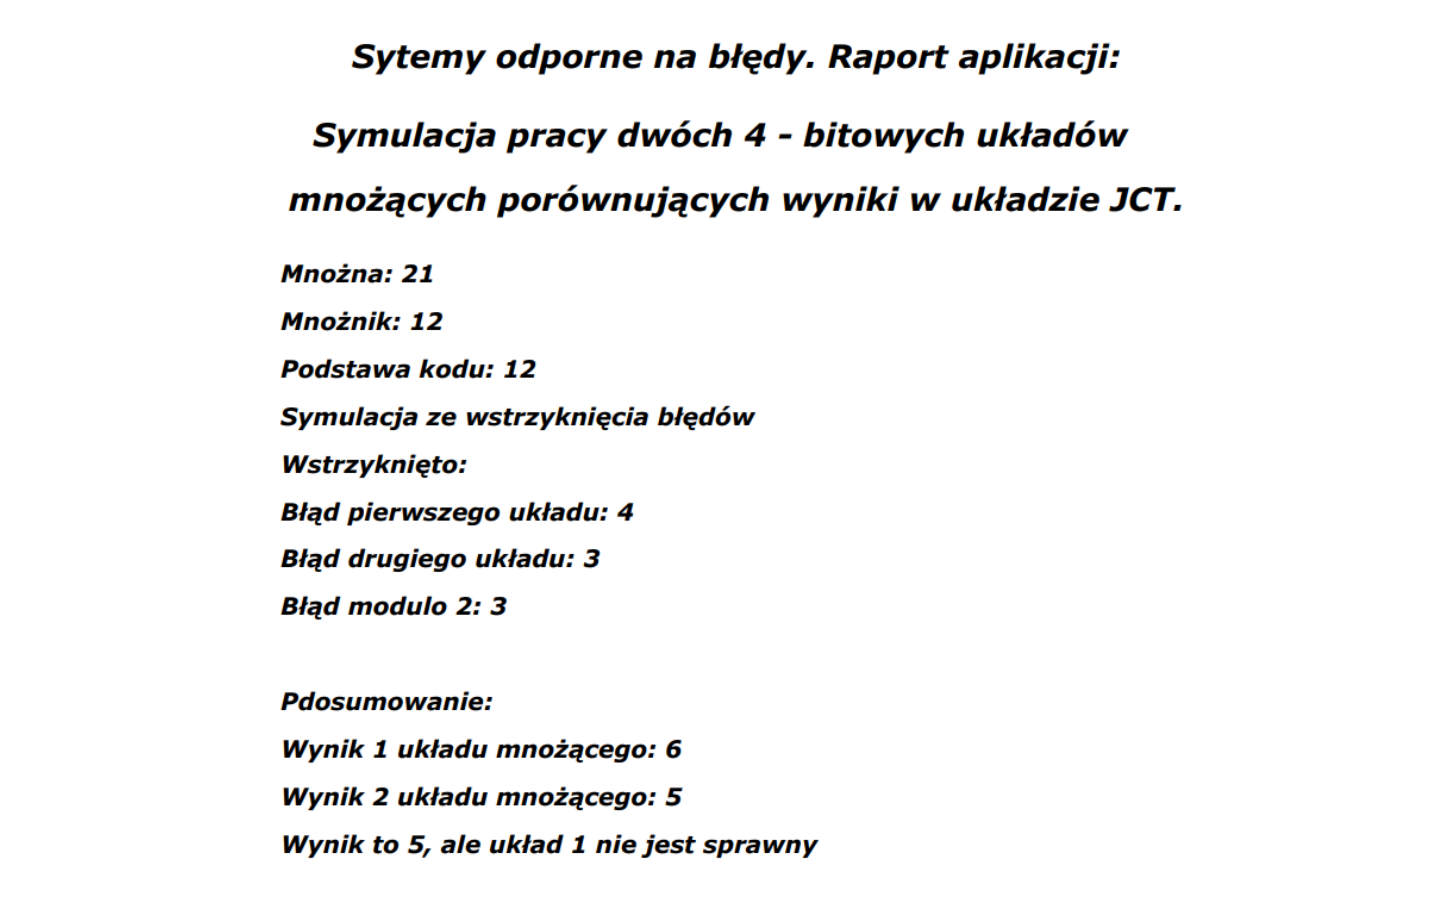 Sytemy odporne na błędy. Raport aplikacji:
Symulacja pracy dwóch 4 - bitowych układów
mnożących porównujących wyniki w układzie JCT.
Mnożna: 21
Mnożnik: 12
Podstawa kodu: 12
Symulacja ze wstrzyknięcia błędów
Wstrzyknięto:
Błąd pierwszego układu: 4
Błąd drugiego układu: 3
Błąd modulo 2: 3
Pdosumowanie:
Wynik 1 układu mnożącego: 6
Wynik 2 układu mnożącego: 5
Wynik to 5, ale układ 1 nie jest sprawny